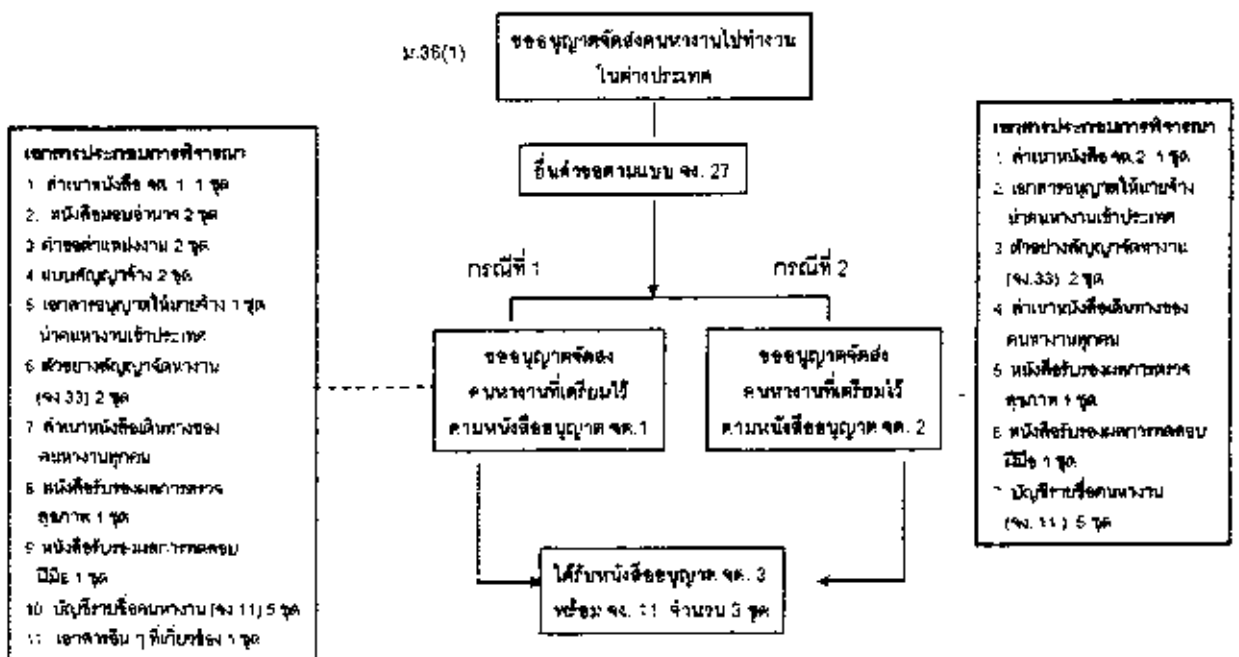 ม.36(1)
ขออนุญาตจัดส่งคนหางานไปทำงาน
ในต่างประเทศ
ยื่นคำขอตามแบบ จง. 27
กรณีที่ 1
กรณีที่ 2
ขออนุญาตจัดส่ง
คนหางานที่เตรียมไว้
ตามหนังสืออนุญาต จต.1
ขออนุญาตจัดส่ง
คนหางานที่เตรียมไว้
ตามหนังสืออนุญาต จต. 2
ได้รับหนังสืออนุญาต จต. 3
พร้อม จง. 11 จำนวน 3 ชุด
เอกสารประกอบการพิจารณา
1. สำเนาหนังสือ จต. 1 1 ชุด
2. หนังสือมอบอำนาจ 2 ชุด
3 คำขอตำแหน่งงาน 2 ชุด
4 แบบสัญญาจ้าง 2 ชุด
5 เอกสารอนุญาตให้นายจ้าง 1 ชุด
นำคนหางานเข้าประเทศ
6 ตัวอย่างสัญญาจัดหางาน
(จง 33) 2 ชุด
7 สำเนาหนังสือเดินทางของ
คนหางานทุกคน
8 หนังสือรับรองผลการตรวจ
สุขภาพ 1 ชุด
9 หนังสือรับรองผลการทดสอบ
ฝีมือ 1 ชุด
10 บัญชีรายชื่อคนหางาน (จง 11) 5 ชุด
11 เอกสารอื่น ๆ ที่เกี่ยวข้อง 1 ชุด
เอกสารประกอบการพิจารณา
1 สำเนาหนังสือ จต. 2 1 ชุด
2 เอกสารอนุญาตให้นายจ้าง
นำคนหางานเข้าประเทศ
3 ตัวอย่างสัญญาจัดหางาน
(จง.33) 2 ชุด
4 สำเนาหนังสือเดินทางของ
คนหางานทุกคน
5 หนังสือรับรองผลการตรวจ
สุขภาพ 1 ชุด
6 หนังสือรับรองผลการทดสอบ
ฝีมือ 1 ชุด
7 บัญชีรายชื่อคนหางาน
(จง. 11) 5 ชุด